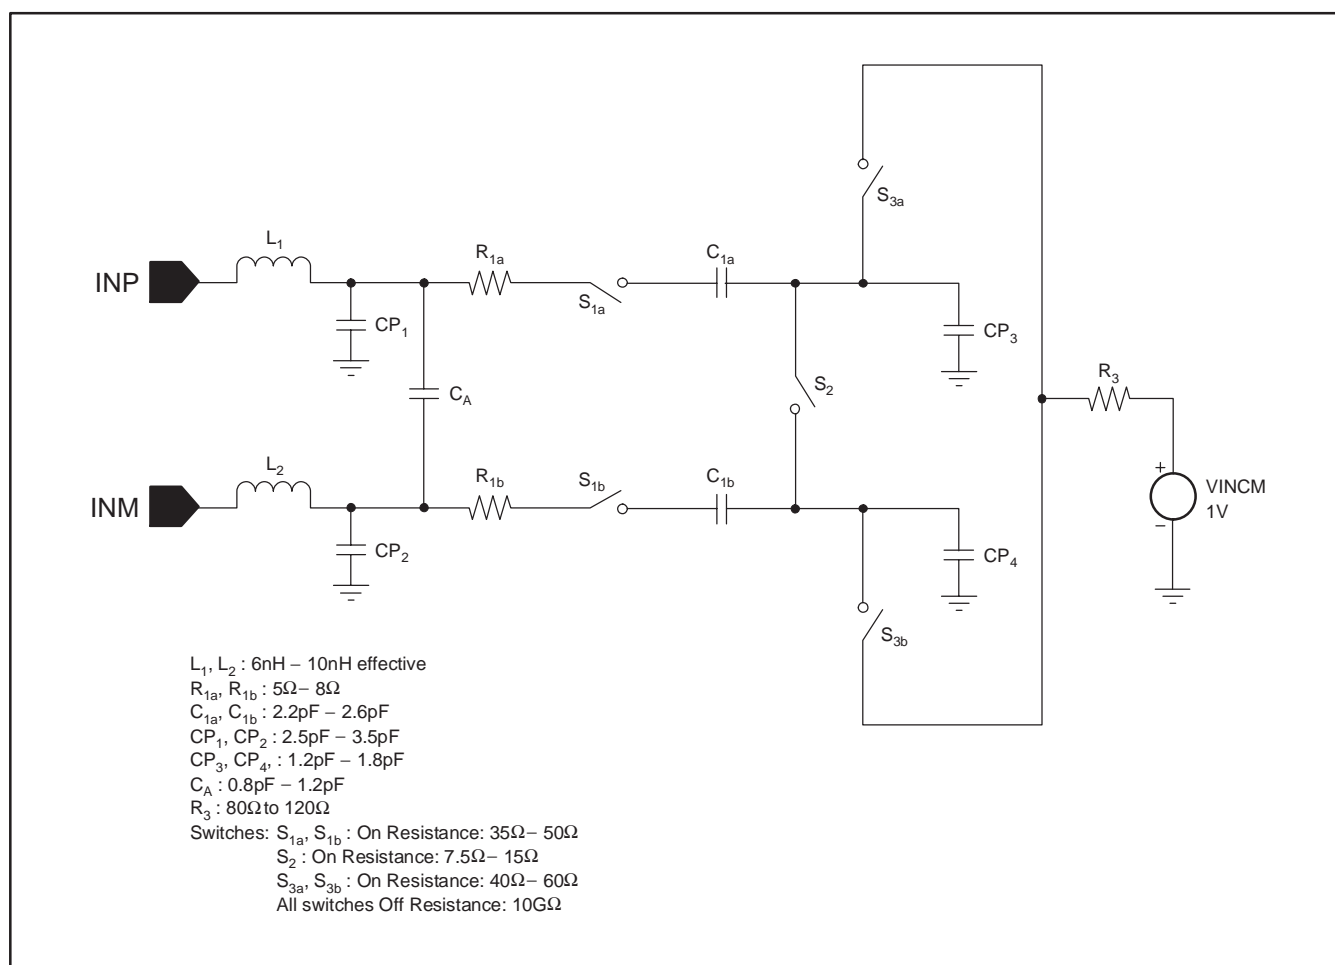 S3a
L1
R1a
C1a
INP
S1a
CP1
CP3
R3
S2
CA
L2
R1b
S1b
C1b
+
VINCM
1V
INM
−
CP2
CP4
S3b
L1, L2 : 6nH – 10nH effective
R1a, R1b : 5Ω – 8Ω
C1a, C1b : 2.2pF – 2.6pF
CP1, CP2 : 2.5pF – 3.5pF
CP3, CP4, : 1.2pF – 1.8pF
CA : 0.8pF – 1.2pF
R3 : 80Ω to 120Ω
Switches: S1a, S1b : On Resistance: 35Ω – 50Ω
S2 : On Resistance: 7.5Ω – 15Ω
S3a, S3b : On Resistance: 40Ω – 60Ω
All switches Off Resistance: 10GΩ